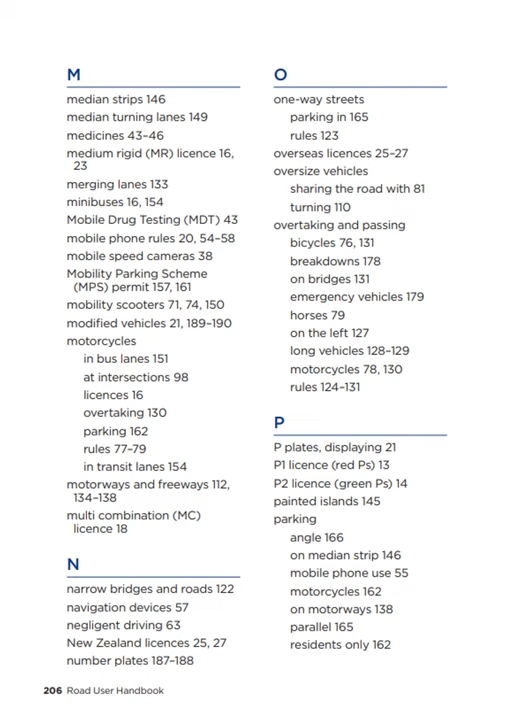 M
median strips 146
median turning lanes 149
medicines 43–46
medium rigid (MR) licence 16,
23
merging lanes 133
minibuses 16, 154
Mobile Drug Testing (MDT) 43
mobile phone rules 20, 54–58
mobile speed cameras 38
Mobility Parking Scheme
(MPS) permit 157, 161
mobility scooters 71, 74, 150
modified vehicles 21, 189–190
motorcycles
in bus lanes 151
at intersections 98
licences 16
overtaking 130
parking 162
rules 77–79
in transit lanes 154
motorways and freeways 112,
134–138
multi combination (MC)
licence 18
N
narrow bridges and roads 122
navigation devices 57
negligent driving 63
New Zealand licences 25, 27
number plates 187–188
O
one-way streets
parking in 165
rules 123
overseas licences 25–27
oversize vehicles
sharing the road with 81
turning 110
overtaking and passing
bicycles 76, 131
breakdowns 178
on bridges 131
emergency vehicles 179
horses 79
on the left 127
long vehicles 128–129
motorcycles 78, 130
rules 124–131
P
P plates, displaying 21
P1 licence (red Ps) 13
P2 licence (green Ps) 14
painted islands 145
parking
angle 166
on median strip 146
mobile phone use 55
motorcycles 162
on motorways 138
parallel 165
residents only 162
206 Road User Handbook